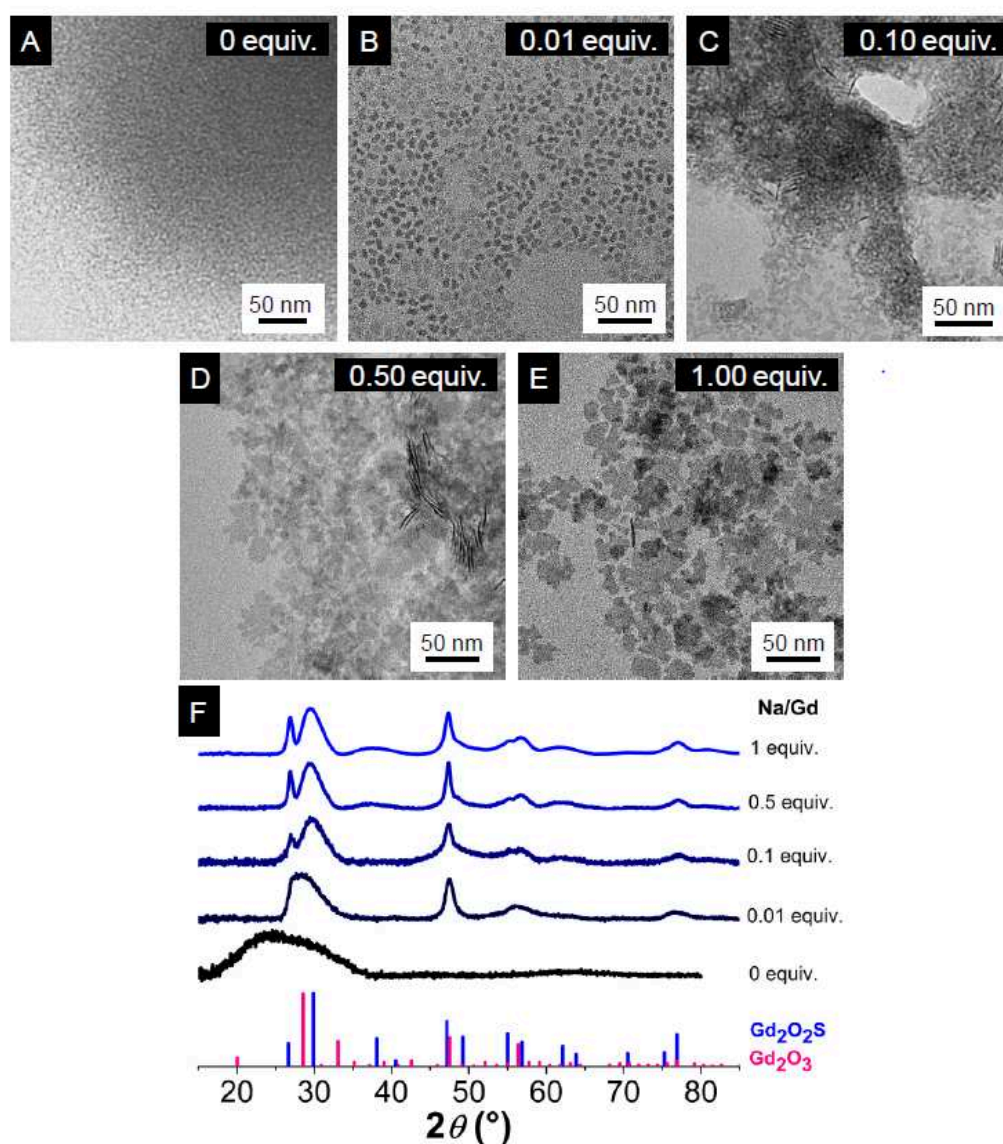 A
0 equiv.
50 nm
B
0.01 equiv.
50 nm
C
0.10 equiv.
50 nm
D
0.50 equiv.
50 nm
E
1.00 equiv.
50 nm
F
Na/Gd
1 equiv.
0.5 equiv.
0.1 equiv.
0.01 equiv.
0 equiv.
Gd₂O₂S
Gd₂O₃
20 30 40 50 60 70 80
2θ (°)